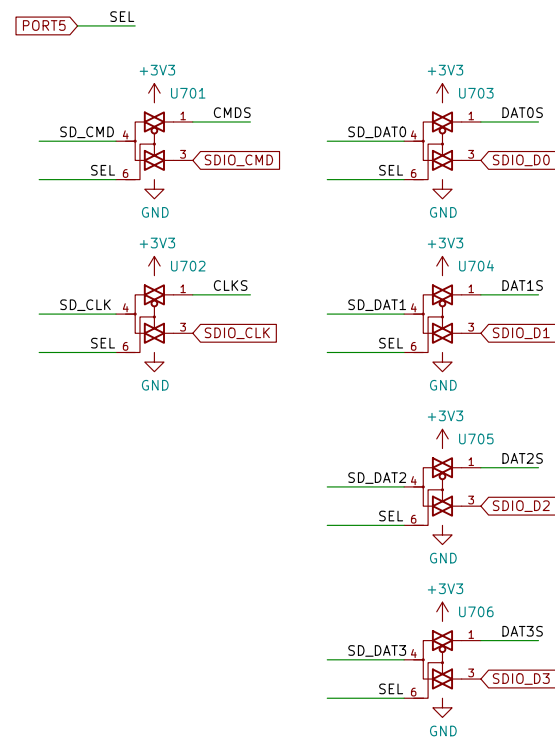 PORT5 SEL
+3V3
U701
SD_CMD 4
1 CMDS
3 SDIO_CMD
SEL 6
GND
+3V3
U703
SD_DAT0 4
1 DAT0S
3 SDIO_D0
SEL 6
GND
+3V3
U702
SD_CLK 4
1 CLKS
3 SDIO_CLK
SEL 6
GND
+3V3
U704
SD_DAT1 4
1 DAT1S
3 SDIO_D1
SEL 6
GND
+3V3
U705
SD_DAT2 4
1 DAT2S
3 SDIO_D2
SEL 6
GND
+3V3
U706
SD_DAT3 4
1 DAT3S
3 SDIO_D3
SEL 6
GND